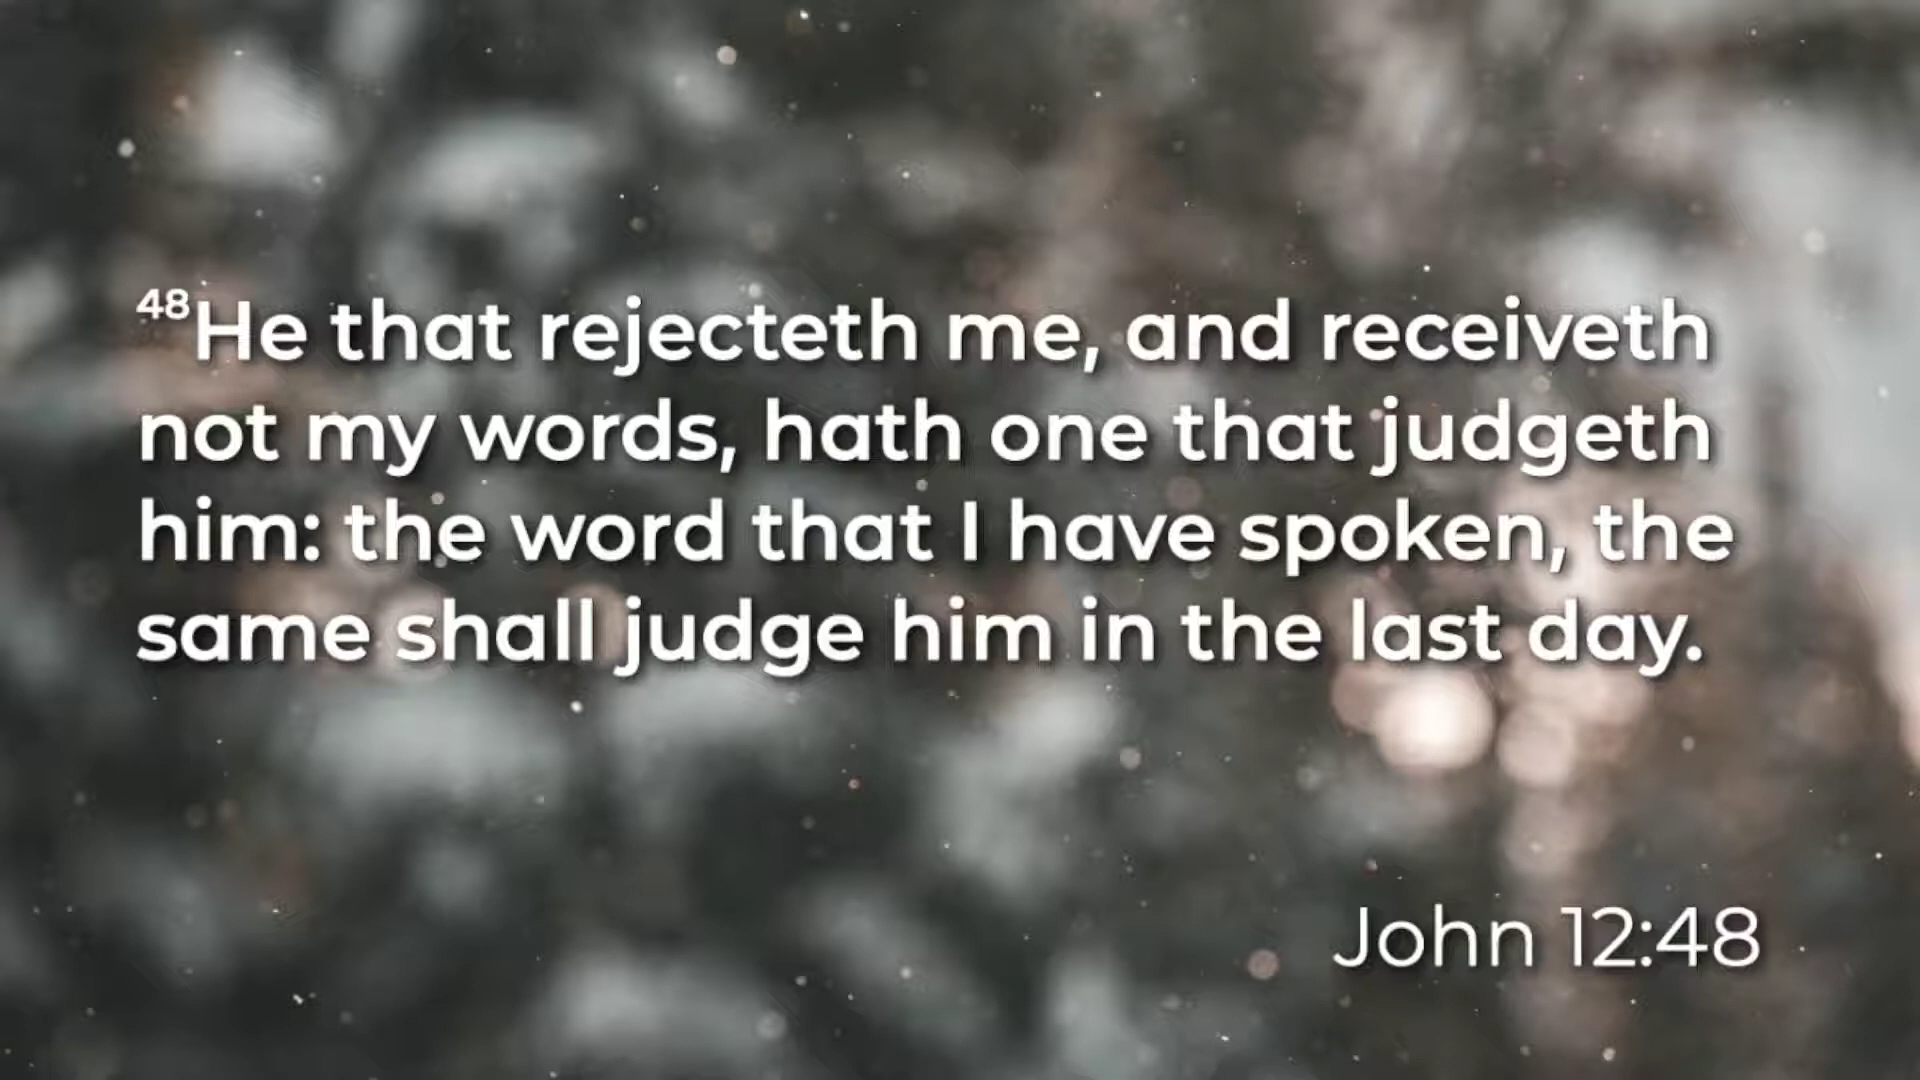 48He that rejecteth me, and receiveth
not my words, hath one that judgeth
him: the word that I have spoken, the
same shall judge him in the last day.
John 12:48